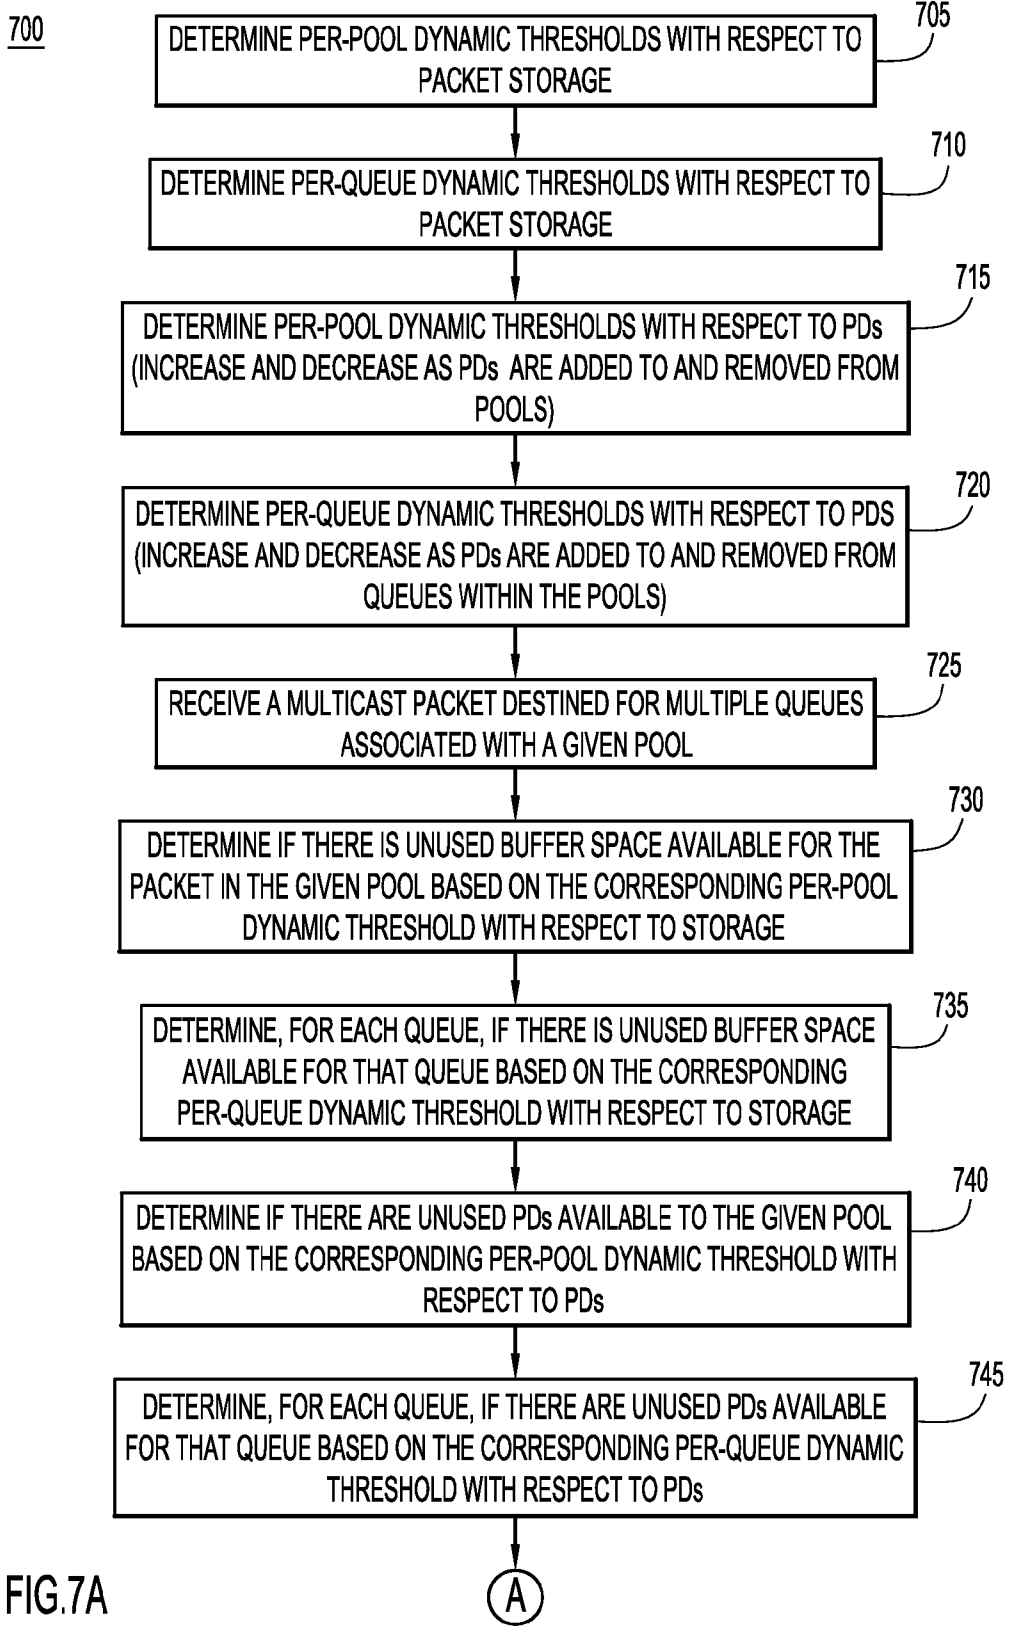 700
705
DETERMINE PER-POOL DYNAMIC THRESHOLDS WITH RESPECT TO
PACKET STORAGE
710
DETERMINE PER-QUEUE DYNAMIC THRESHOLDS WITH RESPECT TO
PACKET STORAGE
715
DETERMINE PER-POOL DYNAMIC THRESHOLDS WITH RESPECT TO PDs
(INCREASE AND DECREASE AS PDs ARE ADDED TO AND REMOVED FROM
POOLS)
720
DETERMINE PER-QUEUE DYNAMIC THRESHOLDS WITH RESPECT TO PDS
(INCREASE AND DECREASE AS PDs ARE ADDED TO AND REMOVED FROM
QUEUES WITHIN THE POOLS)
725
RECEIVE A MULTICAST PACKET DESTINED FOR MULTIPLE QUEUES
ASSOCIATED WITH A GIVEN POOL
730
DETERMINE IF THERE IS UNUSED BUFFER SPACE AVAILABLE FOR THE
PACKET IN THE GIVEN POOL BASED ON THE CORRESPONDING PER-POOL
DYNAMIC THRESHOLD WITH RESPECT TO STORAGE
735
DETERMINE, FOR EACH QUEUE, IF THERE IS UNUSED BUFFER SPACE
AVAILABLE FOR THAT QUEUE BASED ON THE CORRESPONDING
PER-QUEUE DYNAMIC THRESHOLD WITH RESPECT TO STORAGE
740
DETERMINE IF THERE ARE UNUSED PDs AVAILABLE TO THE GIVEN POOL
BASED ON THE CORRESPONDING PER-POOL DYNAMIC THRESHOLD WITH
RESPECT TO PDs
745
DETERMINE, FOR EACH QUEUE, IF THERE ARE UNUSED PDs AVAILABLE
FOR THAT QUEUE BASED ON THE CORRESPONDING PER-QUEUE DYNAMIC
THRESHOLD WITH RESPECT TO PDs
A
FIG.7A